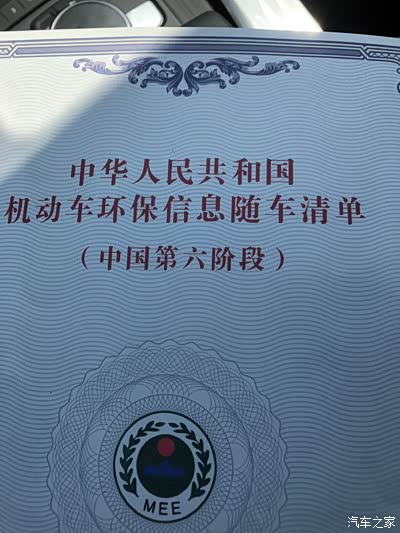 中华人民共和国
机动车环保信息随车清单
（中国第六阶段）
MEE
汽车之家